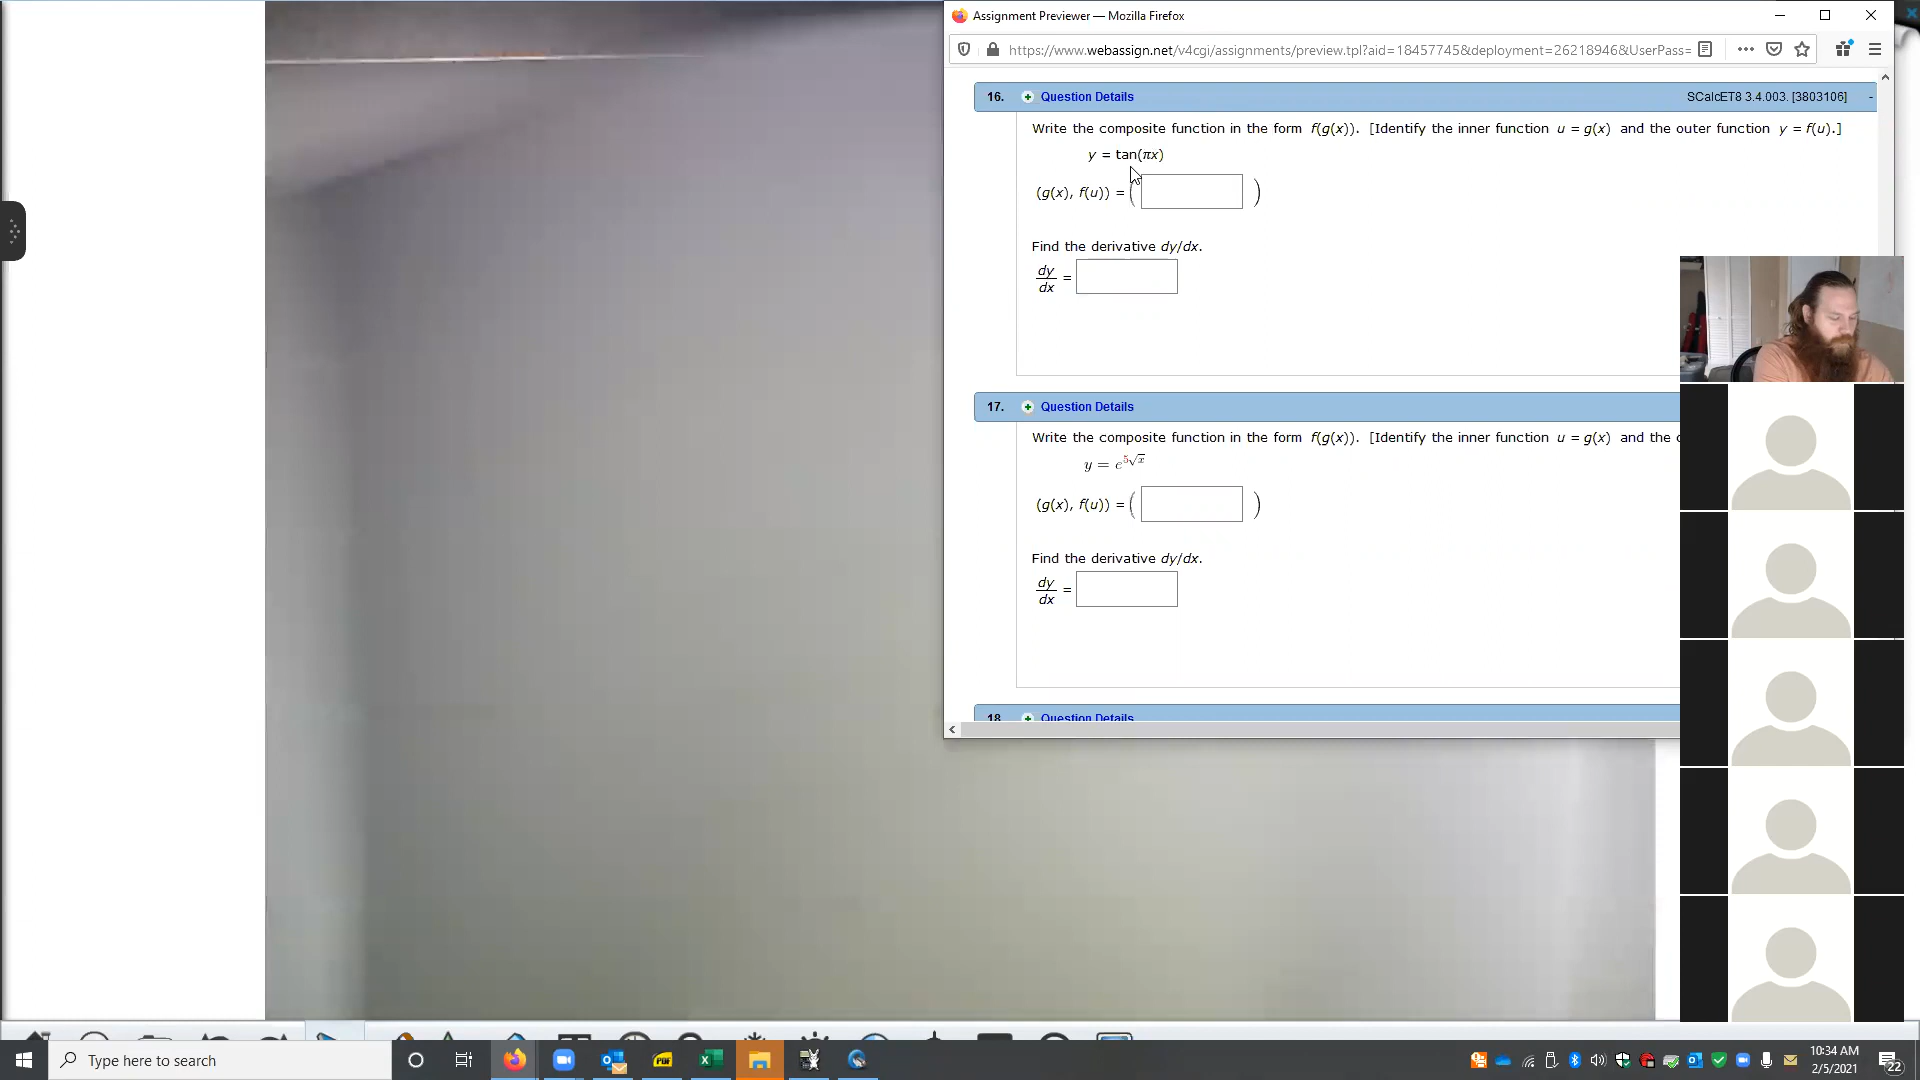 Assignment Previewer — Mozilla Firefox
https://www.webassign.net/v4cgi/assignments/preview.tpl?aid=18457745&deployment=26218946&UserPass=
16. Question Details SCalcET8 3.4.003. [3803106] -
Write the composite function in the form f(g(x)). [Identify the inner function u = g(x) and the outer function y = f(u).]
y = tan(πx)
(g(x), f(u)) = ( )
Find the derivative dy/dx.
dy/dx =
17. Question Details
Write the composite function in the form f(g(x)). [Identify the inner function u = g(x) and the
y = e^{5√x}
(g(x), f(u)) = ( )
Find the derivative dy/dx.
dy/dx =
18. Question Details
Type here to search
PDF
10:34 AM
2/5/2021
22